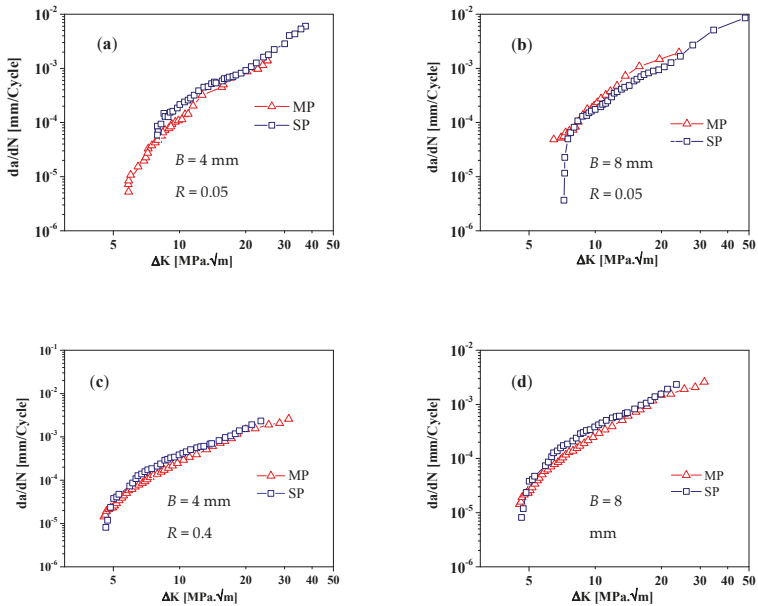 10⁻²
10⁻³
10⁻⁴
10⁻⁵
10⁻⁶
da/dN [mm/Cycle]
(a)
MP
SP
B = 4 mm
R = 0.05
5 10 20 30 40 50
ΔK [MPa.√m]
10⁻²
10⁻³
10⁻⁴
10⁻⁵
10⁻⁶
da/dN [mm/Cycle]
(b)
MP
SP
B = 8 mm
R = 0.05
5 10 20 30 40 50
ΔK [MPa.√m]
10⁻¹
10⁻²
10⁻³
10⁻⁴
10⁻⁵
10⁻⁶
da/dN [mm/Cycle]
(c)
MP
SP
B = 4 mm
R = 0.4
5 10 20 30 40 50
ΔK [MPa.√m]
10⁻²
10⁻³
10⁻⁴
10⁻⁵
10⁻⁶
da/dN [mm/Cycle]
(d)
MP
SP
B = 8
mm
5 10 20 30 40 50
ΔK [MPa.√m]